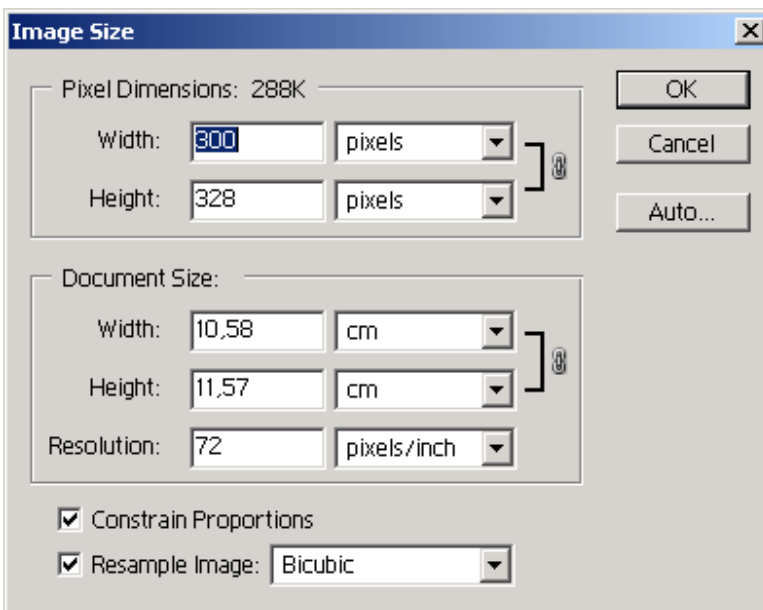 Image Size
Pixel Dimensions: 288K
Width: 300 pixels
Height: 328 pixels
Document Size:
Width: 10,58 cm
Height: 11,57 cm
Resolution: 72 pixels/inch
Constrain Proportions
Resample Image: Bicubic
OK
Cancel
Auto...